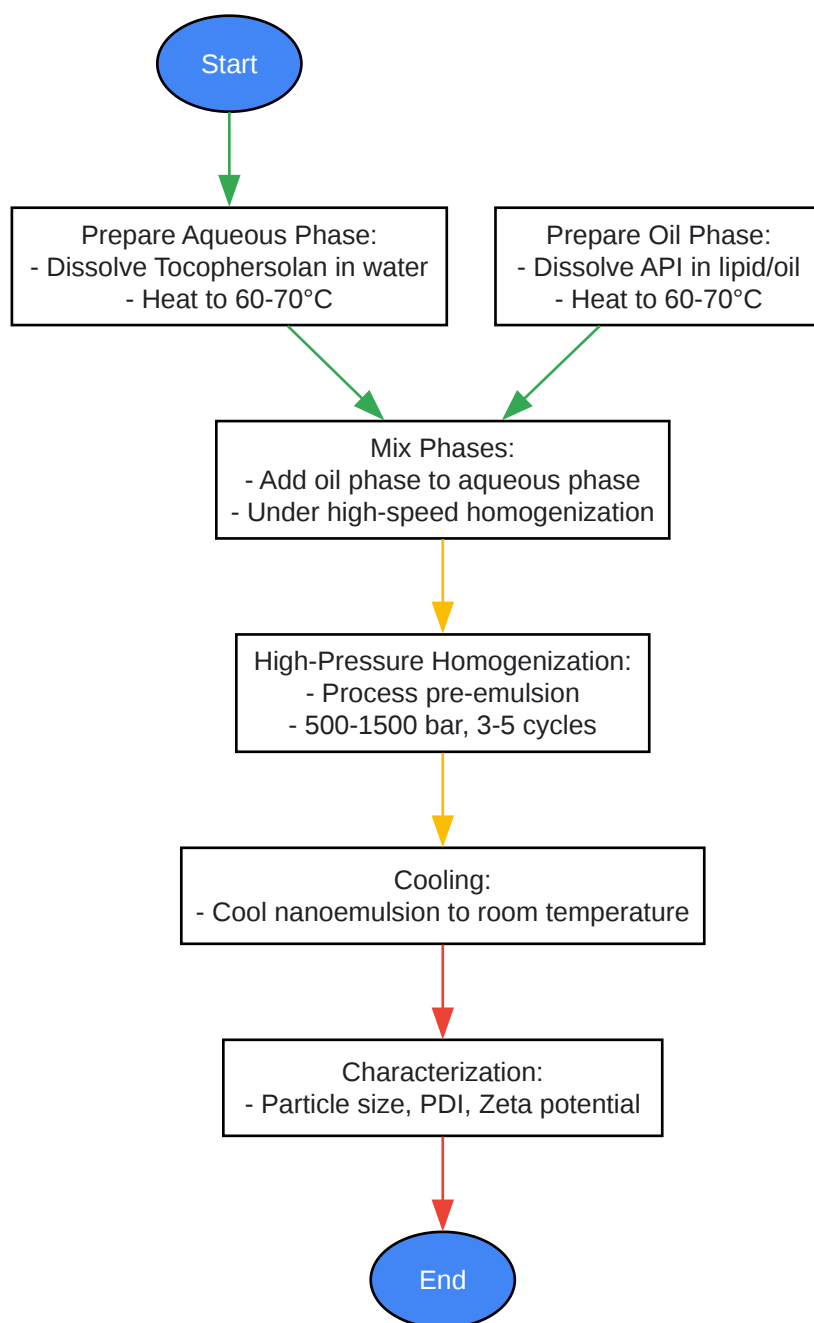 Start
Prepare Aqueous Phase:
- Dissolve Tocophersolan in water
- Heat to 60-70°C
Prepare Oil Phase:
- Dissolve API in lipid/oil
- Heat to 60-70°C
Mix Phases:
- Add oil phase to aqueous phase
- Under high-speed homogenization
High-Pressure Homogenization:
- Process pre-emulsion
- 500-1500 bar, 3-5 cycles
Cooling:
- Cool nanoemulsion to room temperature
Characterization:
- Particle size, PDI, Zeta potential
End